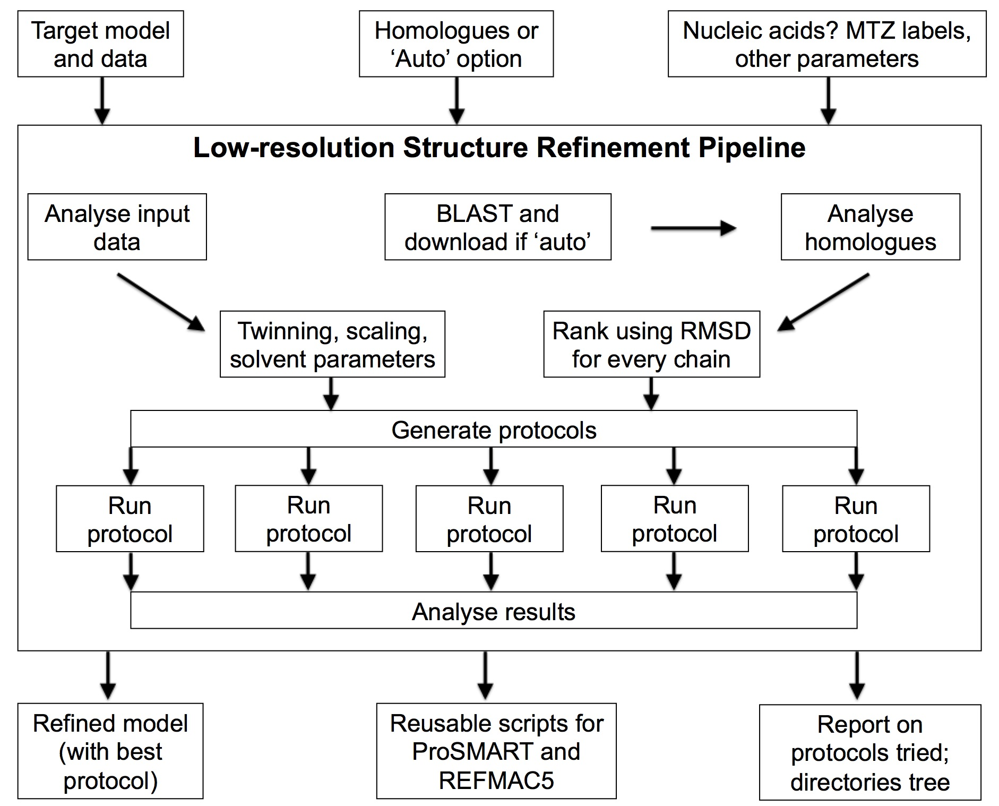 Target model
and data
Homologues or
‘Auto’ option
Nucleic acids? MTZ labels,
other parameters
Low-resolution Structure Refinement Pipeline
Analyse input
data
BLAST and
download if ‘auto’
Analyse
homologues
Twinning, scaling,
solvent parameters
Rank using RMSD
for every chain
Generate protocols
Run
protocol
Run
protocol
Run
protocol
Run
protocol
Run
protocol
Analyse results
Refined model
(with best
protocol)
Reusable scripts for
ProSMART and
REFMAC5
Report on
protocols tried;
directories tree